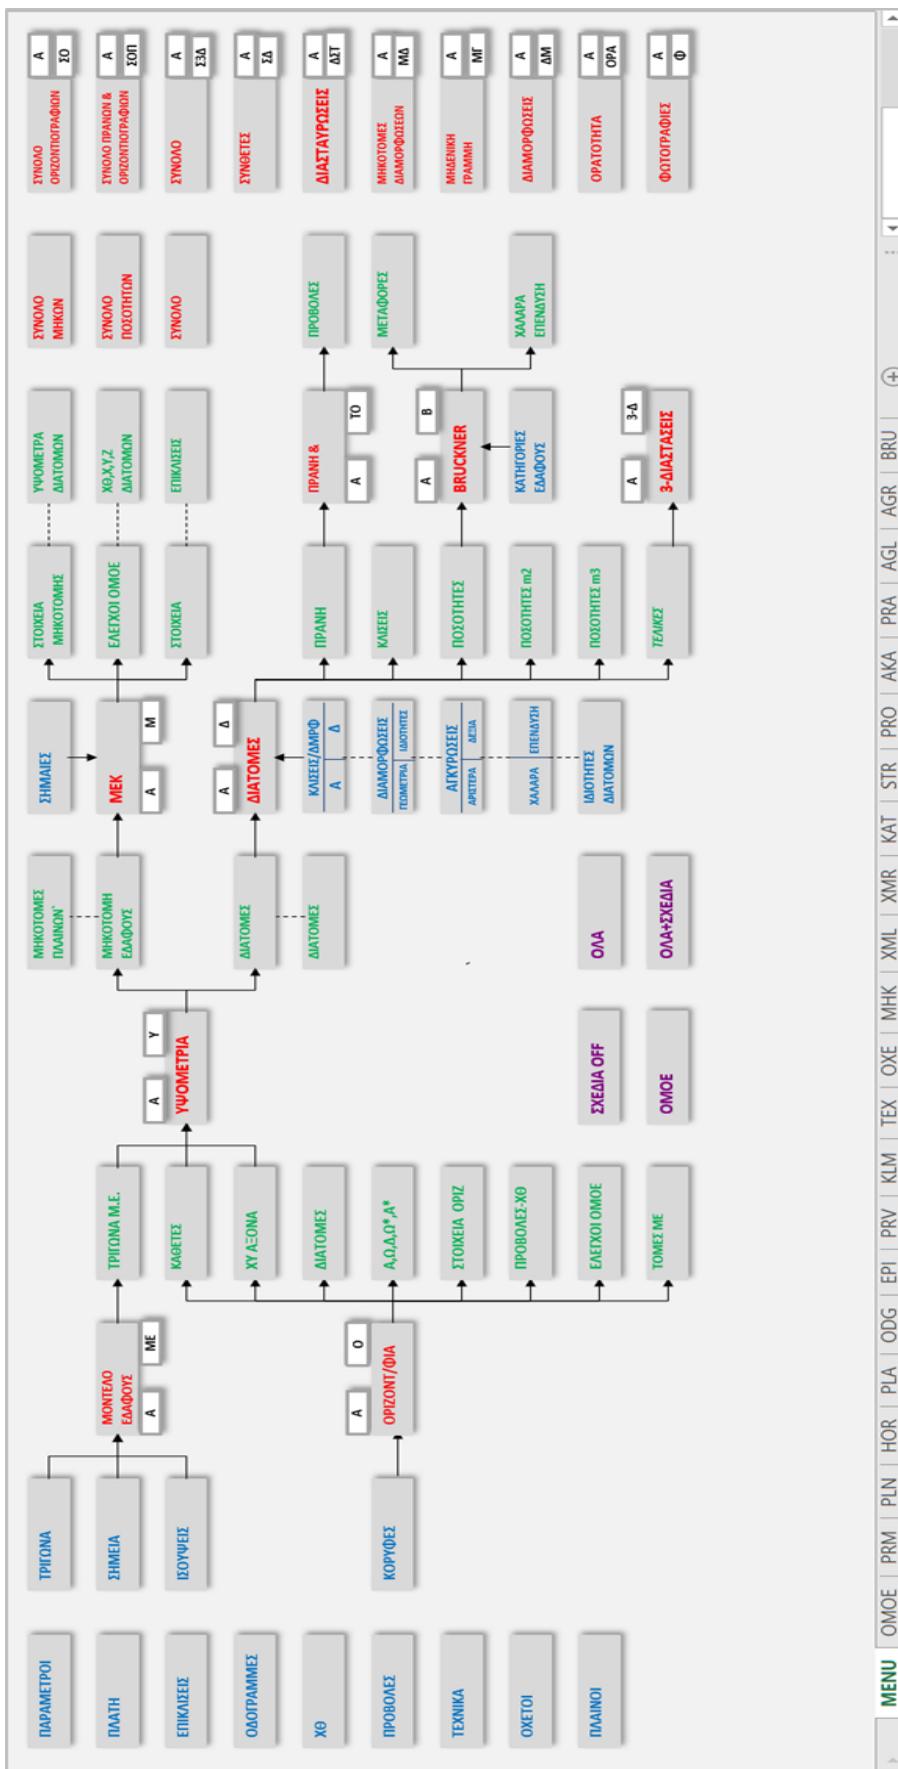 ΠΑΡΑΜΕΤΡΟΙ
ΠΛΑΤΗ
ΕΠΙΚΛΙΣΕΙΣ
ΟΔΟΓΡΑΜΜΕΣ
ΧΘ
ΠΡΟΒΟΛΕΣ
ΤΕΧΝΙΚΑ
ΟΧΕΤΟΙ
ΠΛΑΙΝΟΙ
ΤΡΙΓΩΝΑ
ΣΗΜΕΙΑ
ΙΣΟΥΨΕΙΣ
ΚΟΡΥΦΕΣ
ΜΟΝΤΕΛΟ
ΕΔΑΦΟΥΣ
Α
ΜΕ
Α
Ο
ΟΡΙΖΟΝΤ/ΦΙΑ
ΤΡΙΓΩΝΑ Μ.Ε.
ΚΑΘΕΤΕΣ
ΧΥ ΑΞΟΝΑ
ΔΙΑΤΟΜΕΣ
Α,Ω,Δ,Ω*,Α*
ΣΤΟΙΧΕΙΑ ΟΡΙΖ
ΠΡΟΒΟΛΕΣ-ΧΘ
ΕΛΕΓΧΟΙ ΟΜΟΕ
ΤΟΜΕΣ ΜΕ
Α
Υ
ΥΨΟΜΕΤΡΙΑ
ΣΧΕΔΙΑ OFF
ΟΜΟΕ
ΜΗΚΟΤΟΜΕΣ
ΠΛΑΙΝΩΝ`
ΜΗΚΟΤΟΜΗ
ΕΔΑΦΟΥΣ
ΔΙΑΤΟΜΕΣ
ΔΙΑΤΟΜΕΣ
ΟΛΑ
ΟΛΑ+ΣΧΕΔΙΑ
ΣΗΜΑΙΕΣ
ΜΕΚ
Α
Μ
Α
Δ
ΔΙΑΤΟΜΕΣ
ΚΛΙΣΕΙΣ/ΔΜΡΦ
Α
Δ
ΔΙΑΜΟΡΦΩΣΕΙΣ
ΓΕΩΜΕΤΡΙΑ
ΙΔΙΟΤΗΤΕΣ
ΑΓΚΥΡΩΣΕΙΣ
ΑΡΙΣΤΕΡΑ
ΔΕΞΙΑ
ΧΑΛΑΡΑ
ΕΠΕΝΔΥΣΗ
ΙΔΙΟΤΗΤΕΣ
ΔΙΑΤΟΜΩΝ
ΣΤΟΙΧΕΙΑ
ΜΗΚΟΤΟΜΗΣ
ΕΛΕΓΧΟΙ ΟΜΟΕ
ΣΤΟΙΧΕΙΑ
ΠΡΑΝΗ
ΚΛΙΣΕΙΣ
ΠΟΣΟΤΗΤΕΣ
ΠΟΣΟΤΗΤΕΣ m2
ΠΟΣΟΤΗΤΕΣ m3
ΤΕΛΙΚΕΣ
ΥΨΟΜΕΤΡΑ
ΔΙΑΤΟΜΩΝ
ΧΘ,Χ,Υ,Ζ
ΔΙΑΤΟΜΩΝ
ΕΠΙΚΛΙΣΕΙΣ
ΠΡΑΝΗ &
Α
ΤΟ
Α
Β
BRUCKNER
ΚΑΤΗΓΟΡΙΕΣ
ΕΔΑΦΟΥΣ
Α
3-Δ
3-ΔΙΑΣΤΑΣΕΙΣ
ΣΥΝΟΛΟ
ΜΗΚΩΝ
ΣΥΝΟΛΟ
ΠΟΣΟΤΗΤΩΝ
ΣΥΝΟΛΟ
ΠΡΟΒΟΛΕΣ
ΜΕΤΑΦΟΡΕΣ
ΧΑΛΑΡΑ
ΕΠΕΝΔΥΣΗ
ΣΥΝΟΛΟ
ΟΡΙΖΟΝΤΙΟΓΡΑΦΙΩΝ
Α
ΣΟ
ΣΥΝΟΛΟ ΠΡΑΝΩΝ &
ΟΡΙΖΟΝΤΙΟΓΡΑΦΙΩΝ
Α
ΣΟΠ
ΣΥΝΟΛΟ
Α
Σ3Δ
ΣΥΝΘΕΤΕΣ
Α
ΣΔ
ΔΙΑΣΤΑΥΡΩΣΕΙΣ
Α
ΔΣΤ
ΜΗΚΟΤΟΜΕΣ
ΔΙΑΜΟΡΦΩΣΕΩΝ
Α
ΜΔ
ΜΗΔΕΝΙΚΗ
ΓΡΑΜΜΗ
Α
ΜΓ
ΔΙΑΜΟΡΦΩΣΕΙΣ
Α
ΔΜ
ΟΡΑΤΟΤΗΤΑ
Α
ΟΡΑ
ΦΩΤΟΓΡΑΦΙΕΣ
Α
Φ
MENU OMOE PRM PLN HOR PLA ODG EPI PRV KLM TEX OXE MHK XML XMR KAT STR PRO AKA PRA AGL AGR BRU